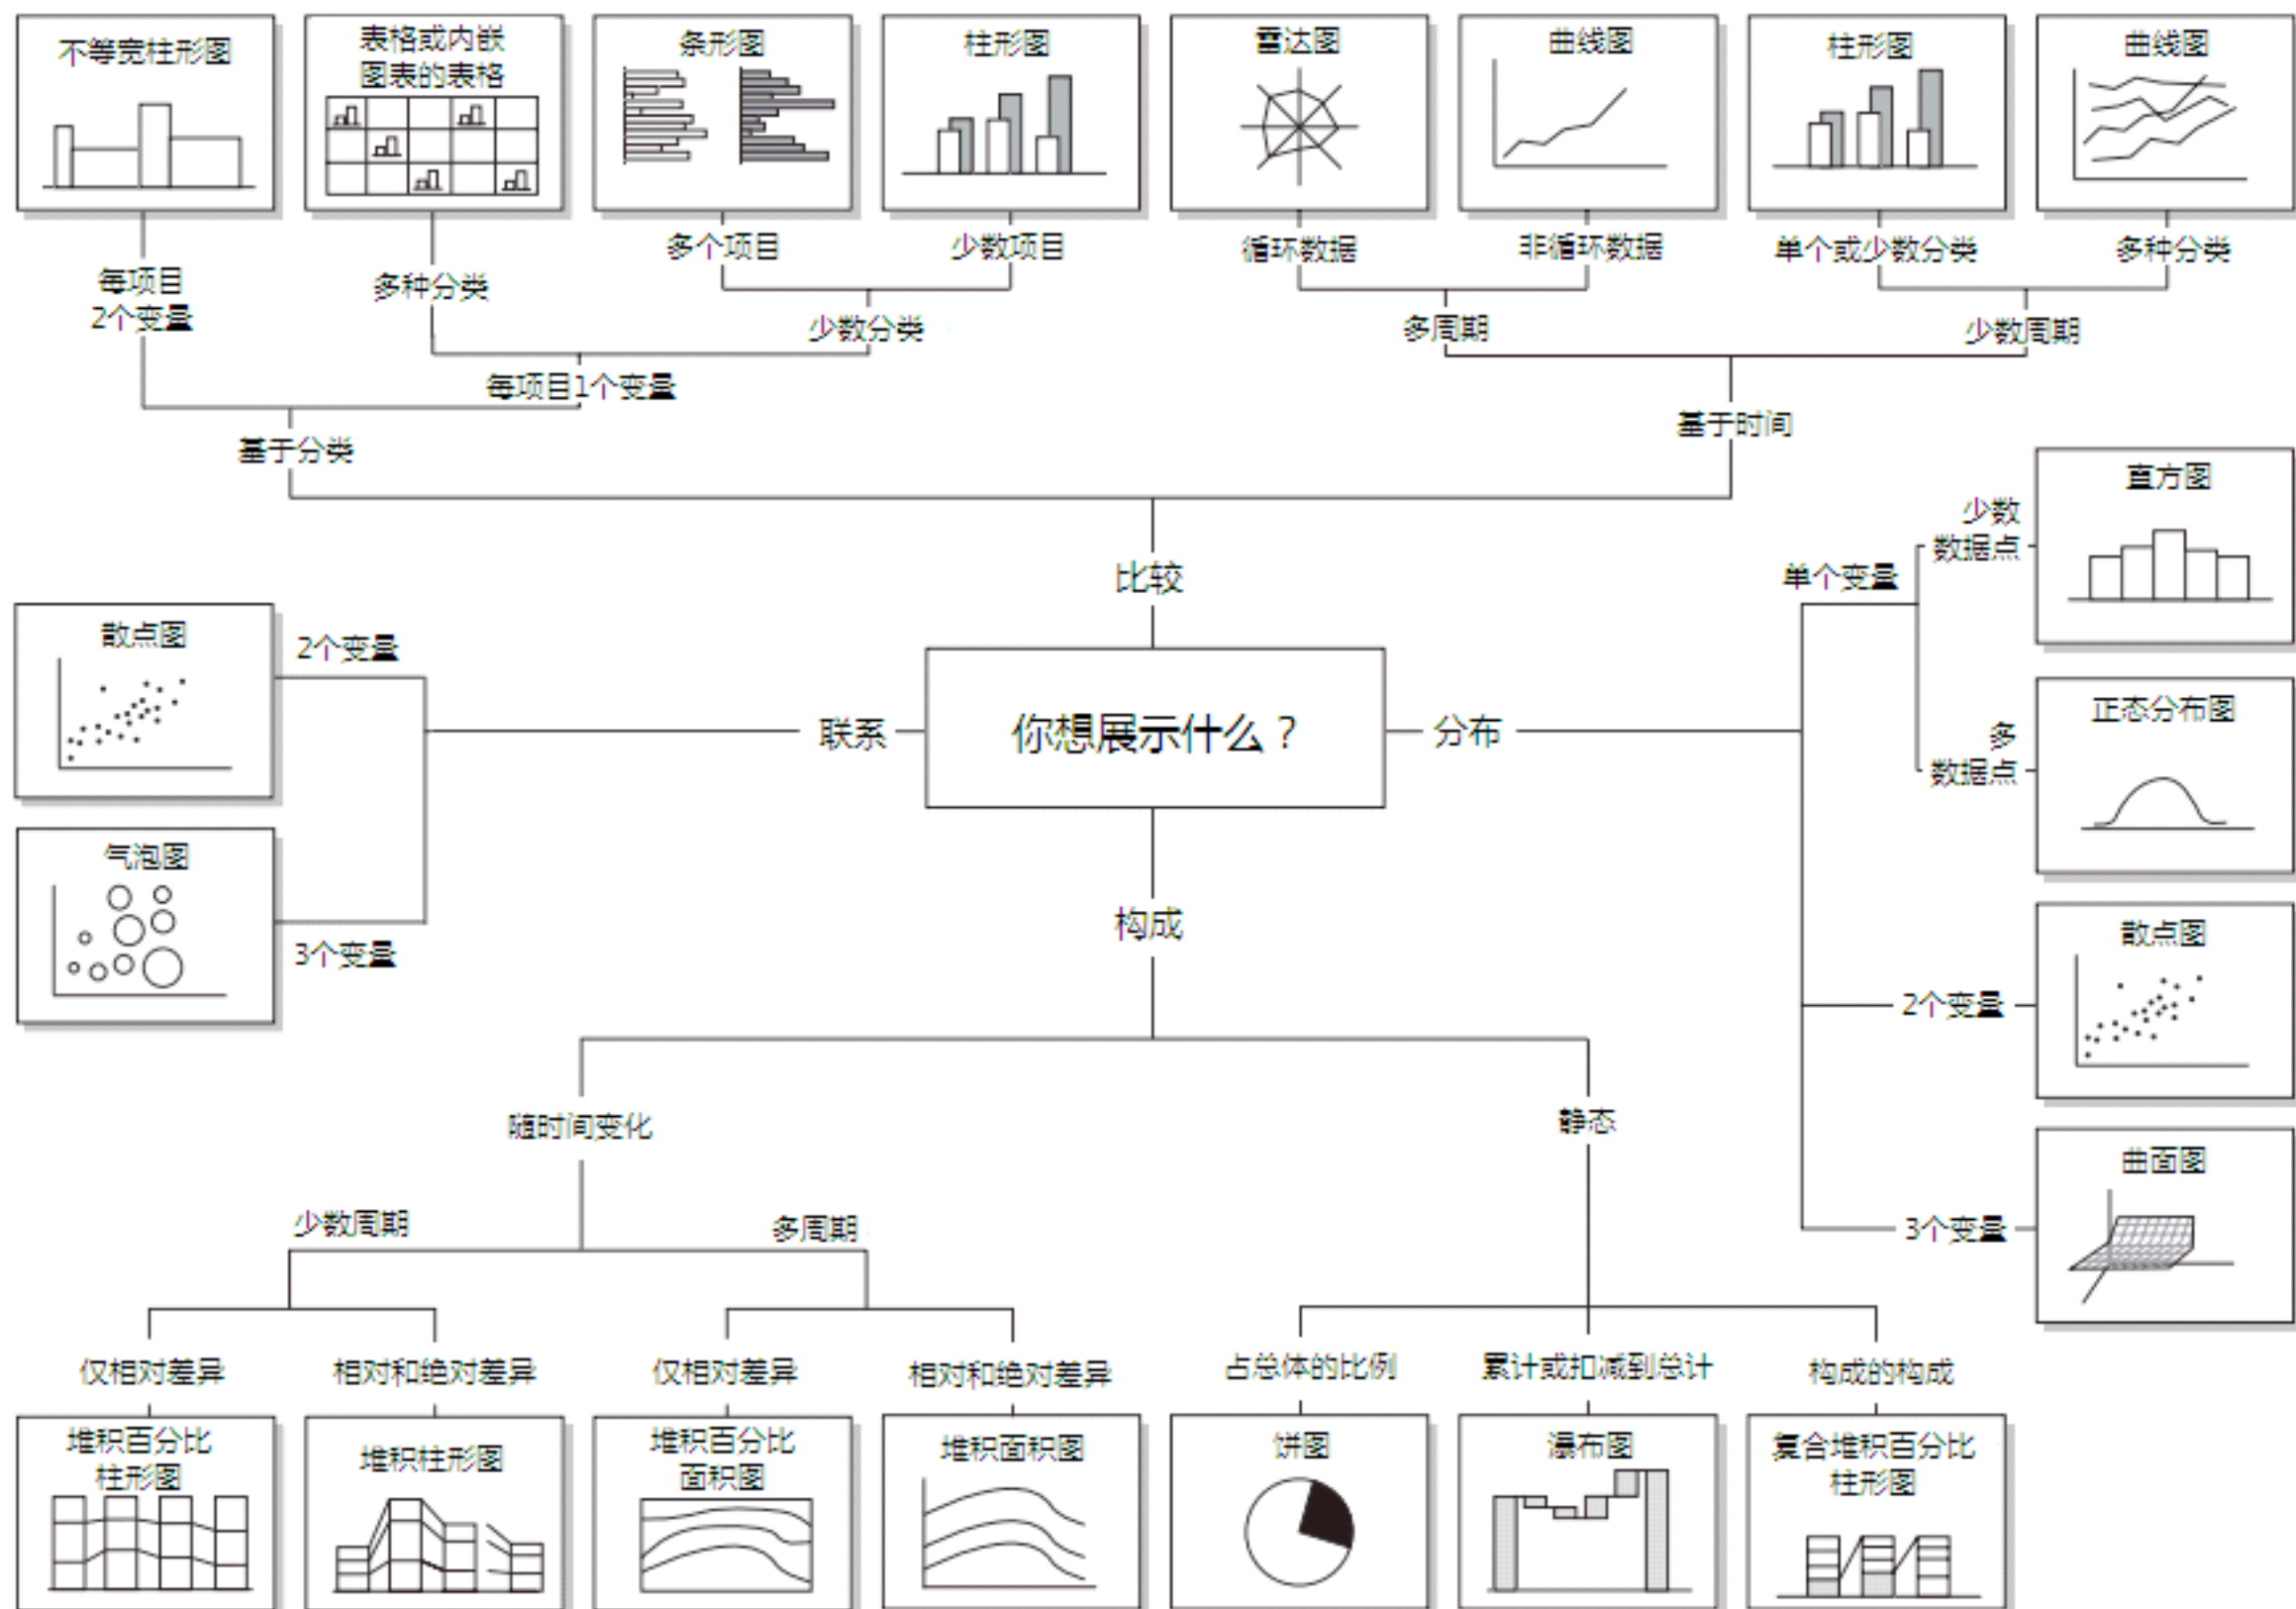 不等宽柱形图
表格或内嵌
图表的表格
条形图
柱形图
雷达图
曲线图
柱形图
曲线图
每项目
2个变量
多种分类
多个项目
少数项目
循环数据
非循环数据
单个或少数分类
多种分类
少数分类
多周期
少数周期
每项目1个变量
基于分类
基于时间
比较
单个变量
少数
数据点
直方图
散点图
2个变量
联系
你想展示什么？
分布
多
数据点
正态分布图
气泡图
3个变量
构成
2个变量
散点图
随时间变化
静态
3个变量
曲面图
少数周期
多周期
仅相对差异
相对和绝对差异
仅相对差异
相对和绝对差异
占总体的比例
累计或扣减到总计
构成的构成
堆积百分比
柱形图
堆积柱形图
堆积百分比
面积图
堆积面积图
饼图
瀑布图
复合堆积百分比
柱形图